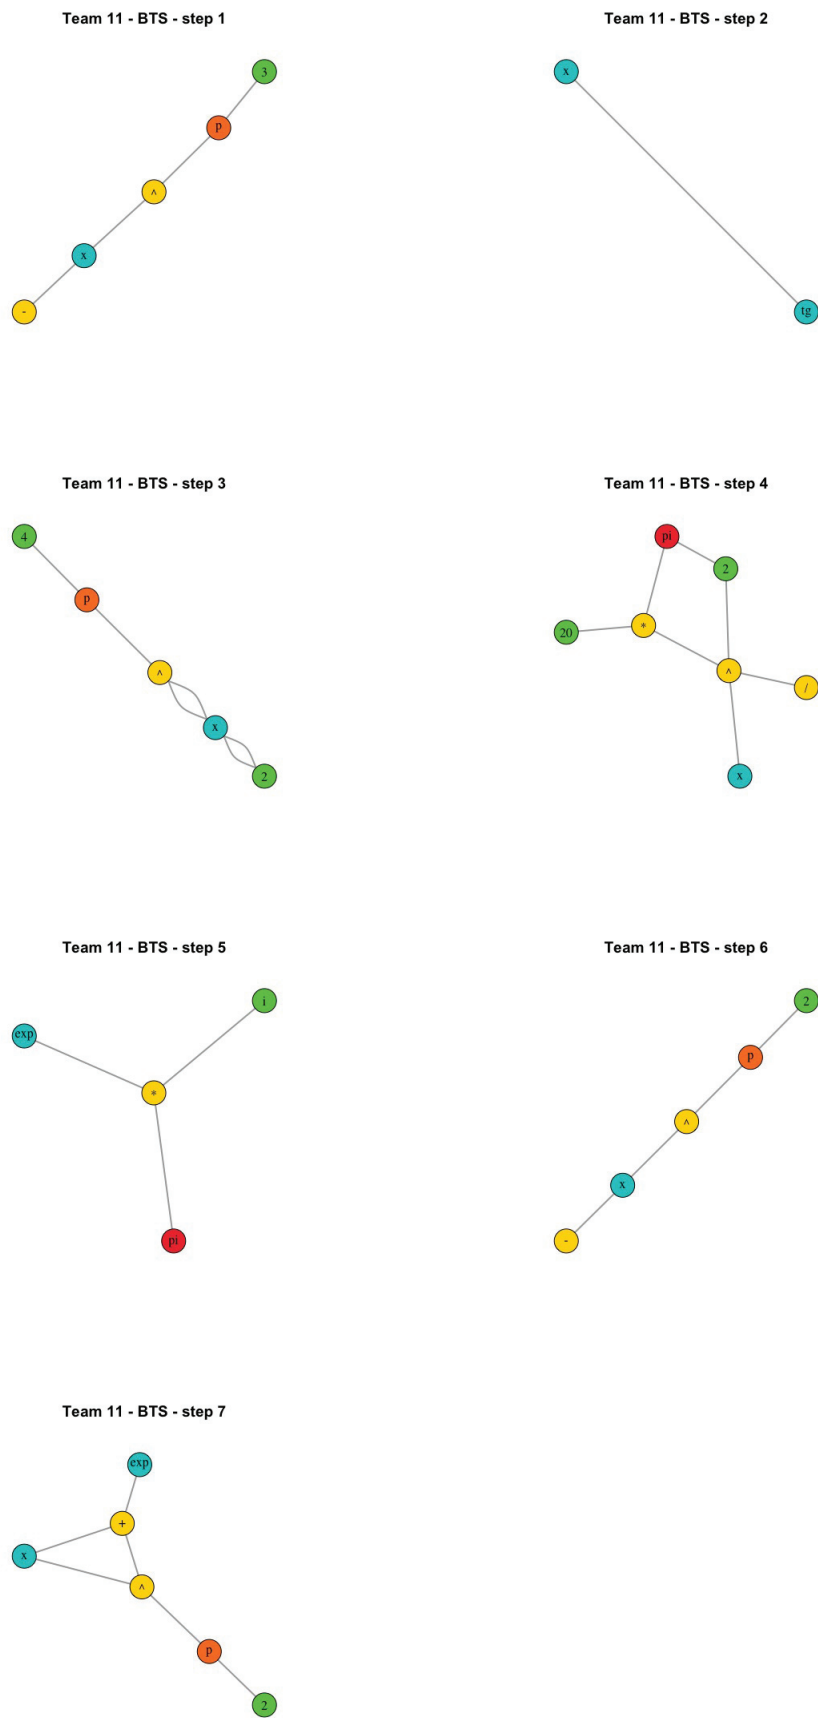 Team 11 - BTS - step 1
3
p
^
x
-
Team 11 - BTS - step 2
x
tg
Team 11 - BTS - step 3
4
p
^
x
2
Team 11 - BTS - step 4
pi
2
20
*
^
/
x
Team 11 - BTS - step 5
i
exp
*
pi
Team 11 - BTS - step 6
2
p
^
x
-
Team 11 - BTS - step 7
exp
+
x
^
p
2